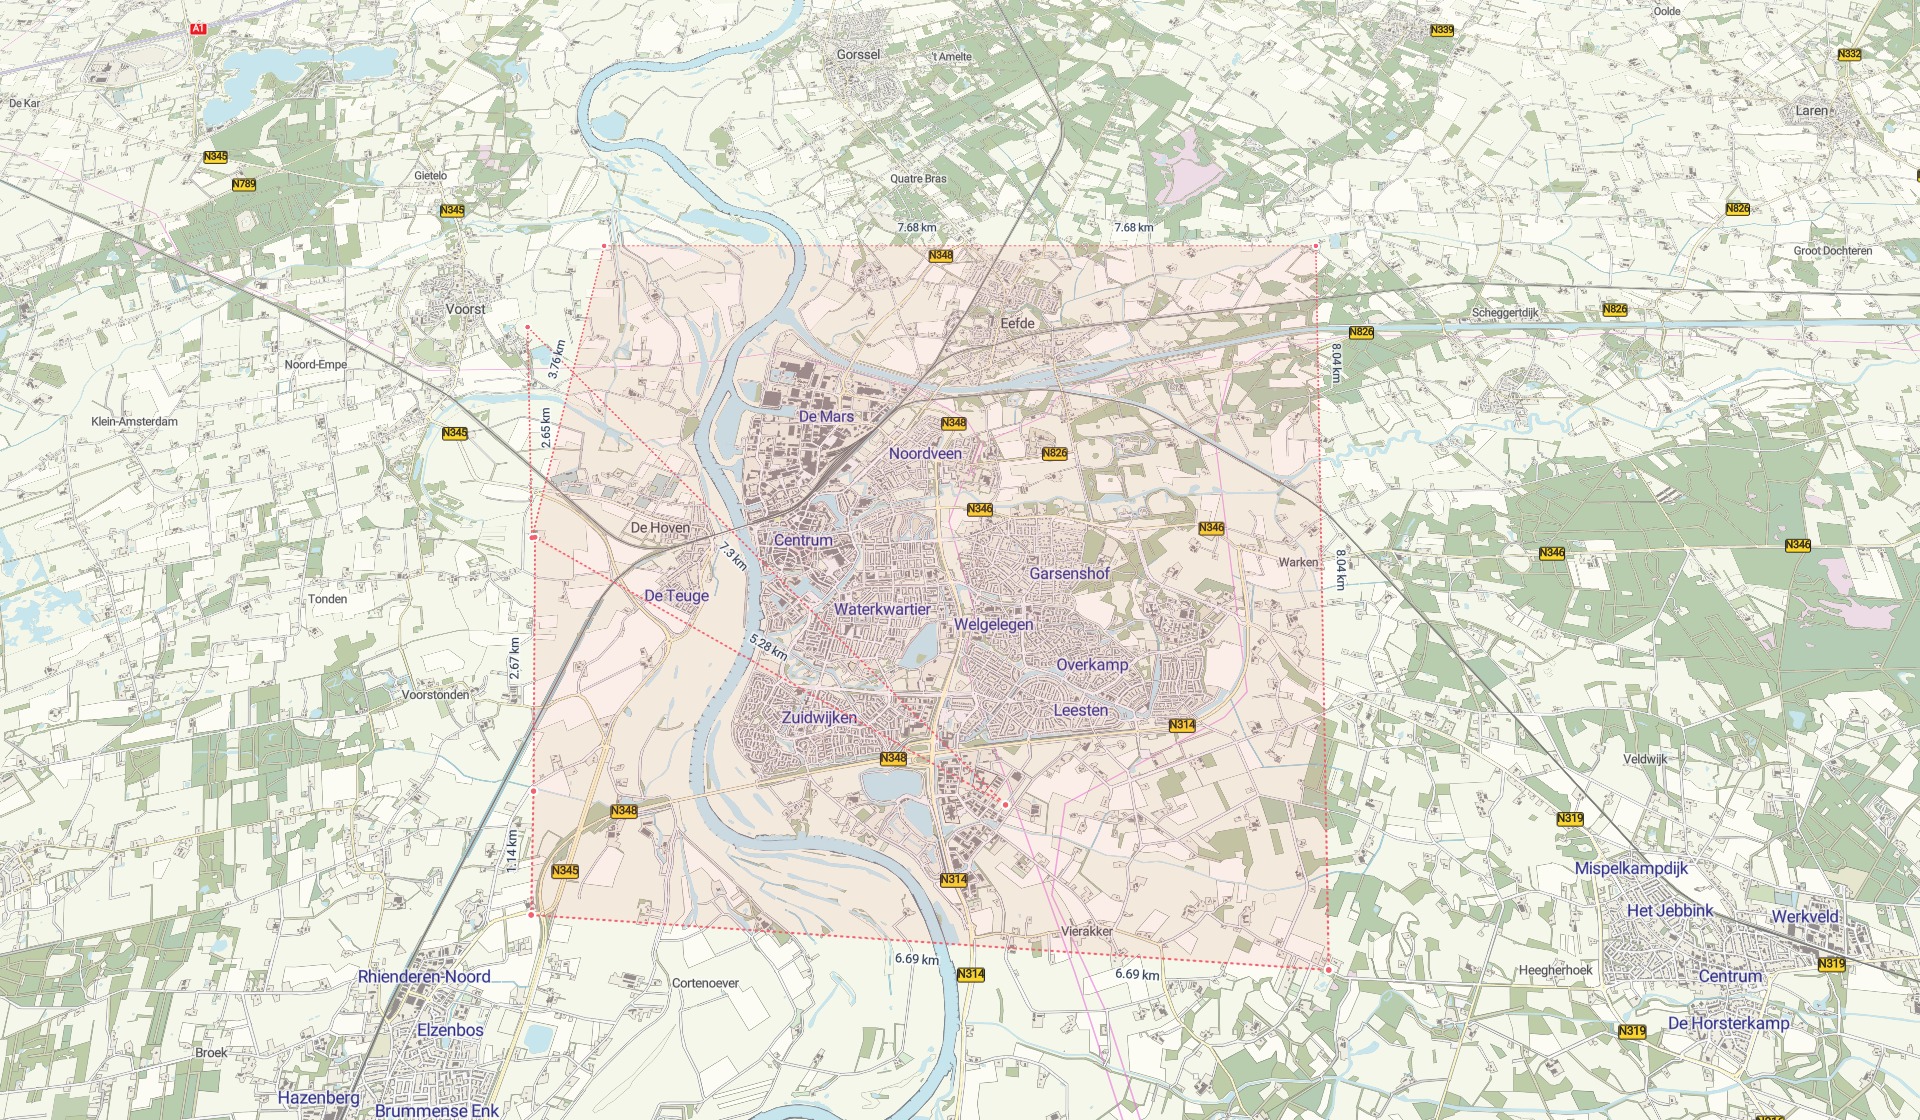 Oolde
A1
N339
Gorssel
't Amelte
N332
De Kar
Laren
N345
N789
Gietelo
Quatre Bras
N345
N826
7.68 km
7.68 km
N348
Groot Dochteren
Voorst
Eefde
Scheggertdijk
N826
N826
Noord-Empe
3.76 km
8.04 km
De Mars
Klein-Amsterdam
N345
2.65 km
N348
Noordveen
N826
N346
De Hoven
Centrum
N346
N346
N346
7.3 km
Garsenshof
Warken
8.04 km
Tonden
De Teuge
Waterkwartier
Welgelegen
5.28 km
2.67 km
Overkamp
Voorstonden
Zuidwijken
Leesten
N314
N348
Veldwijk
N348
N319
1.14 km
N345
N314
Mispelkampdijk
Het Jebbink
Werkveld
Vierakker
6.69 km
6.69 km
N314
Heegherhoek
N319
Rhienderen-Noord
Cortenoever
Centrum
Elzenbos
De Horsterkamp
N319
Broek
Hazenberg
Brummense Enk